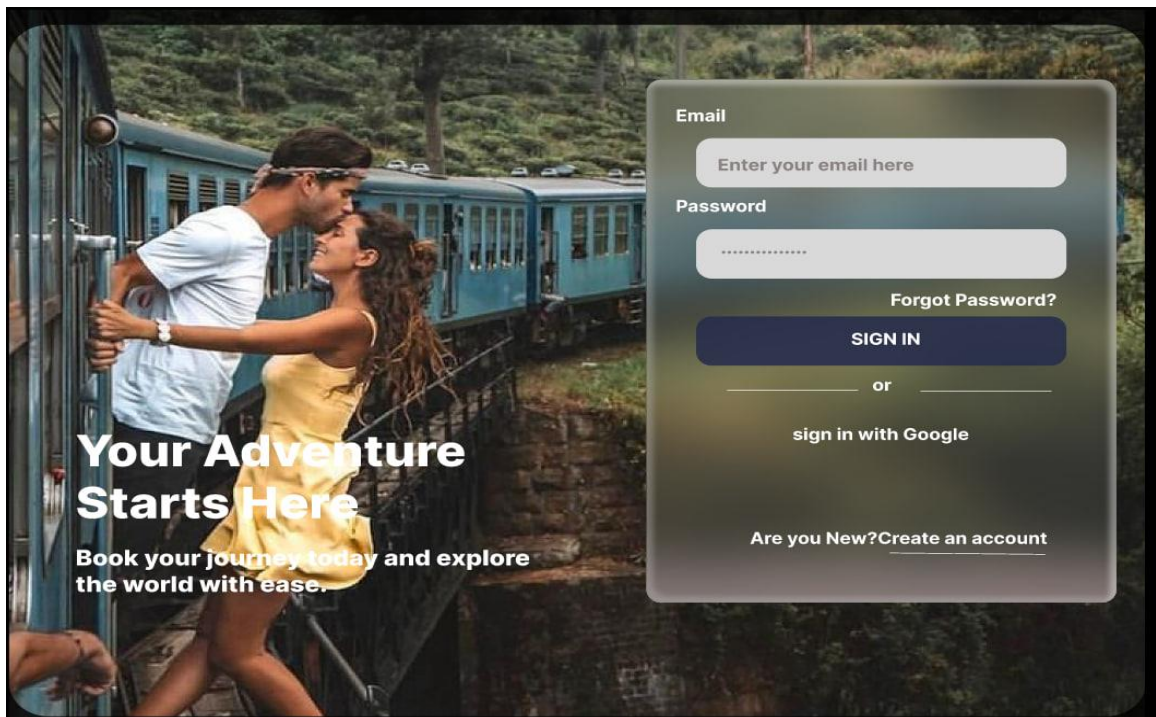 Your Adventure
Starts Here
Book your journey today and explore
the world with ease.
Email
Enter your email here
Password
Forgot Password?
SIGN IN
or
sign in with Google
Are you New?Create an account